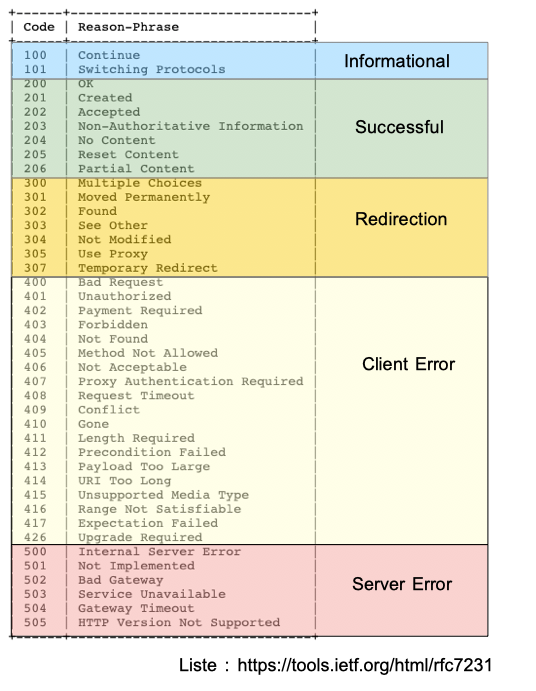 +------+-------------------------------+
| Code | Reason-Phrase                 |
+------+-------------------------------+
| 100  | Continue                      |
| 101  | Switching Protocols           |
Informational
| 200  | OK                            |
| 201  | Created                       |
| 202  | Accepted                      |
| 203  | Non-Authoritative Information |
| 204  | No Content                    |
| 205  | Reset Content                 |
| 206  | Partial Content               |
Successful
| 300  | Multiple Choices              |
| 301  | Moved Permanently             |
| 302  | Found                         |
| 303  | See Other                     |
| 304  | Not Modified                  |
| 305  | Use Proxy                     |
| 307  | Temporary Redirect            |
Redirection
| 400  | Bad Request                   |
| 401  | Unauthorized                  |
| 402  | Payment Required              |
| 403  | Forbidden                     |
| 404  | Not Found                     |
| 405  | Method Not Allowed            |
| 406  | Not Acceptable                |
| 407  | Proxy Authentication Required |
| 408  | Request Timeout               |
| 409  | Conflict                      |
| 410  | Gone                          |
| 411  | Length Required               |
| 412  | Precondition Failed           |
| 413  | Payload Too Large             |
| 414  | URI Too Long                  |
| 415  | Unsupported Media Type        |
| 416  | Range Not Satisfiable         |
| 417  | Expectation Failed            |
| 426  | Upgrade Required              |
Client Error
| 500  | Internal Server Error         |
| 501  | Not Implemented               |
| 502  | Bad Gateway                   |
| 503  | Service Unavailable           |
| 504  | Gateway Timeout               |
| 505  | HTTP Version Not Supported    |
+------+-------------------------------+
Server Error
Liste : https://tools.ietf.org/html/rfc7231